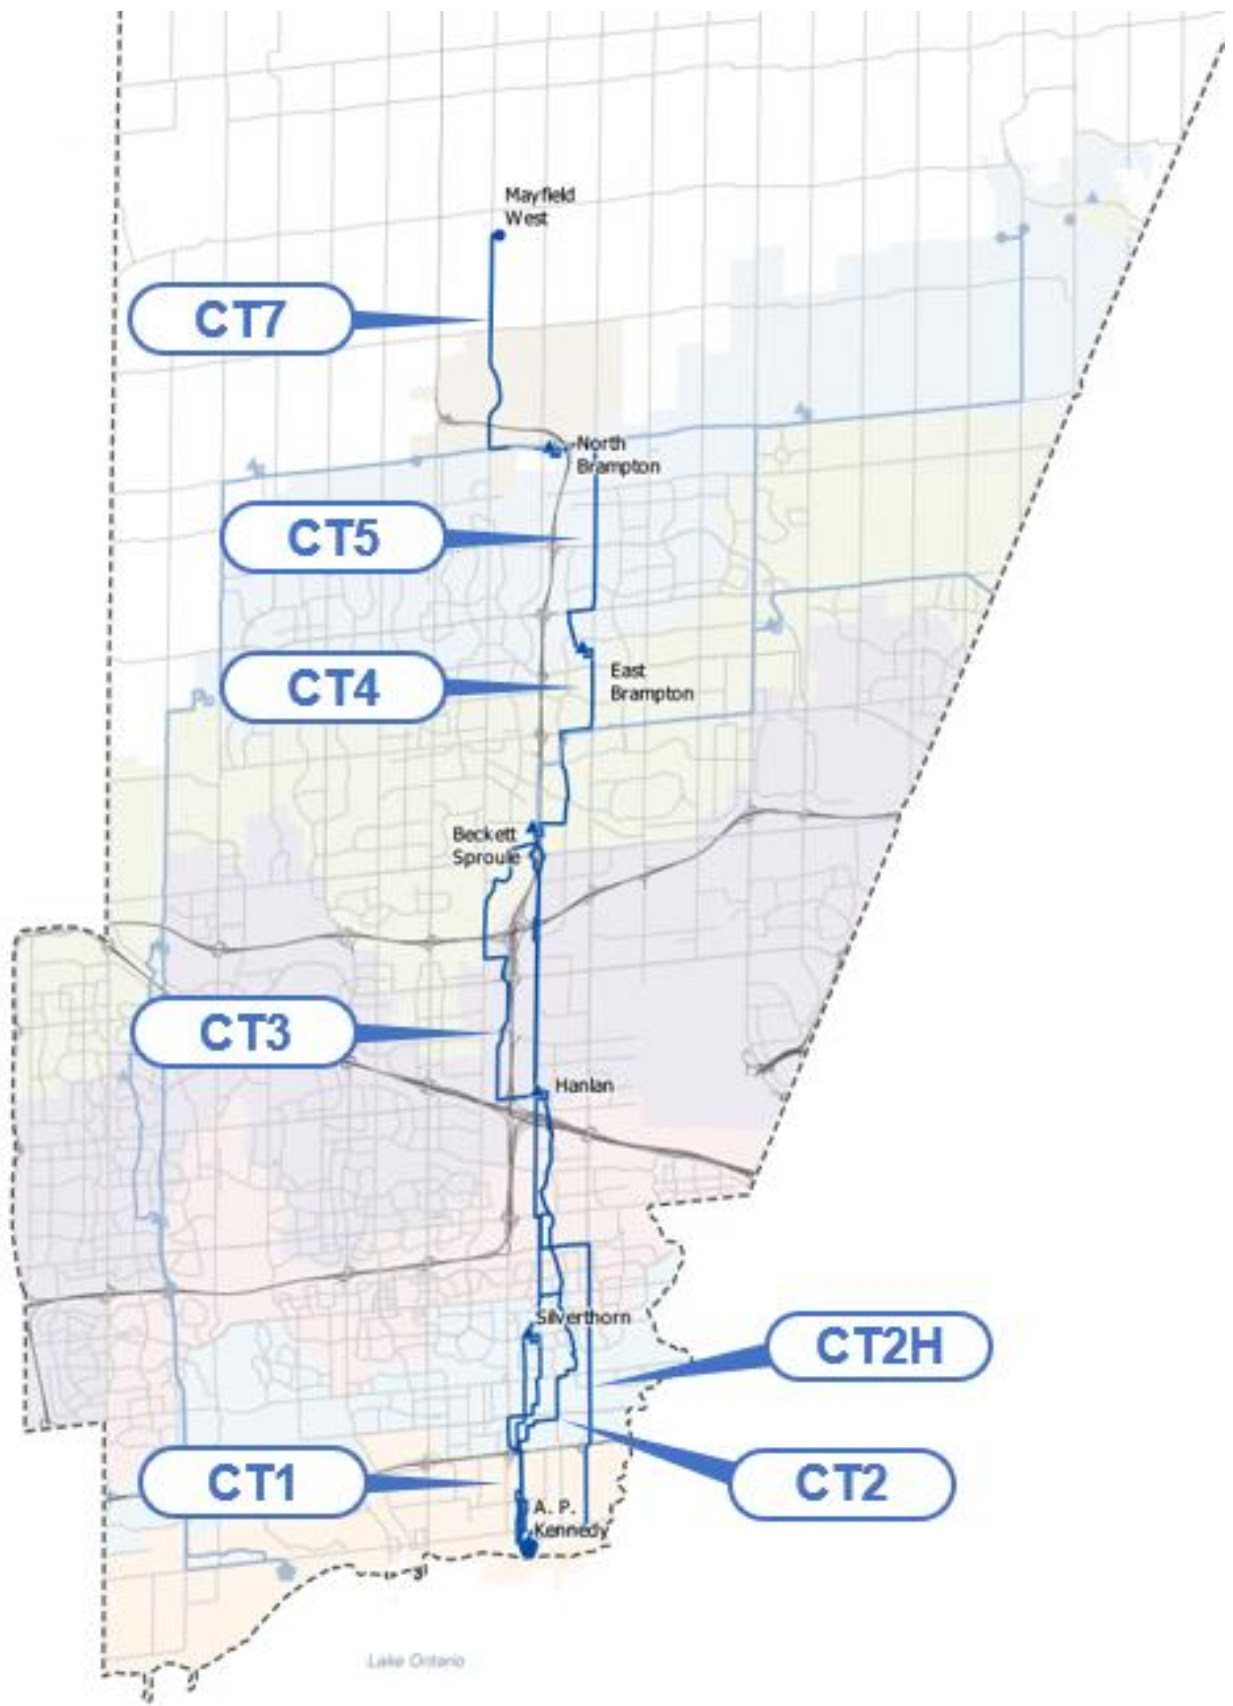 Mayfield
West
CT7
North
Brampton
CT5
East
Brampton
CT4
Beckett
Sproule
CT3
Hanlan
Silverthorn
CT2H
CT1
CT2
A. P.
Kennedy
Lake Ontario